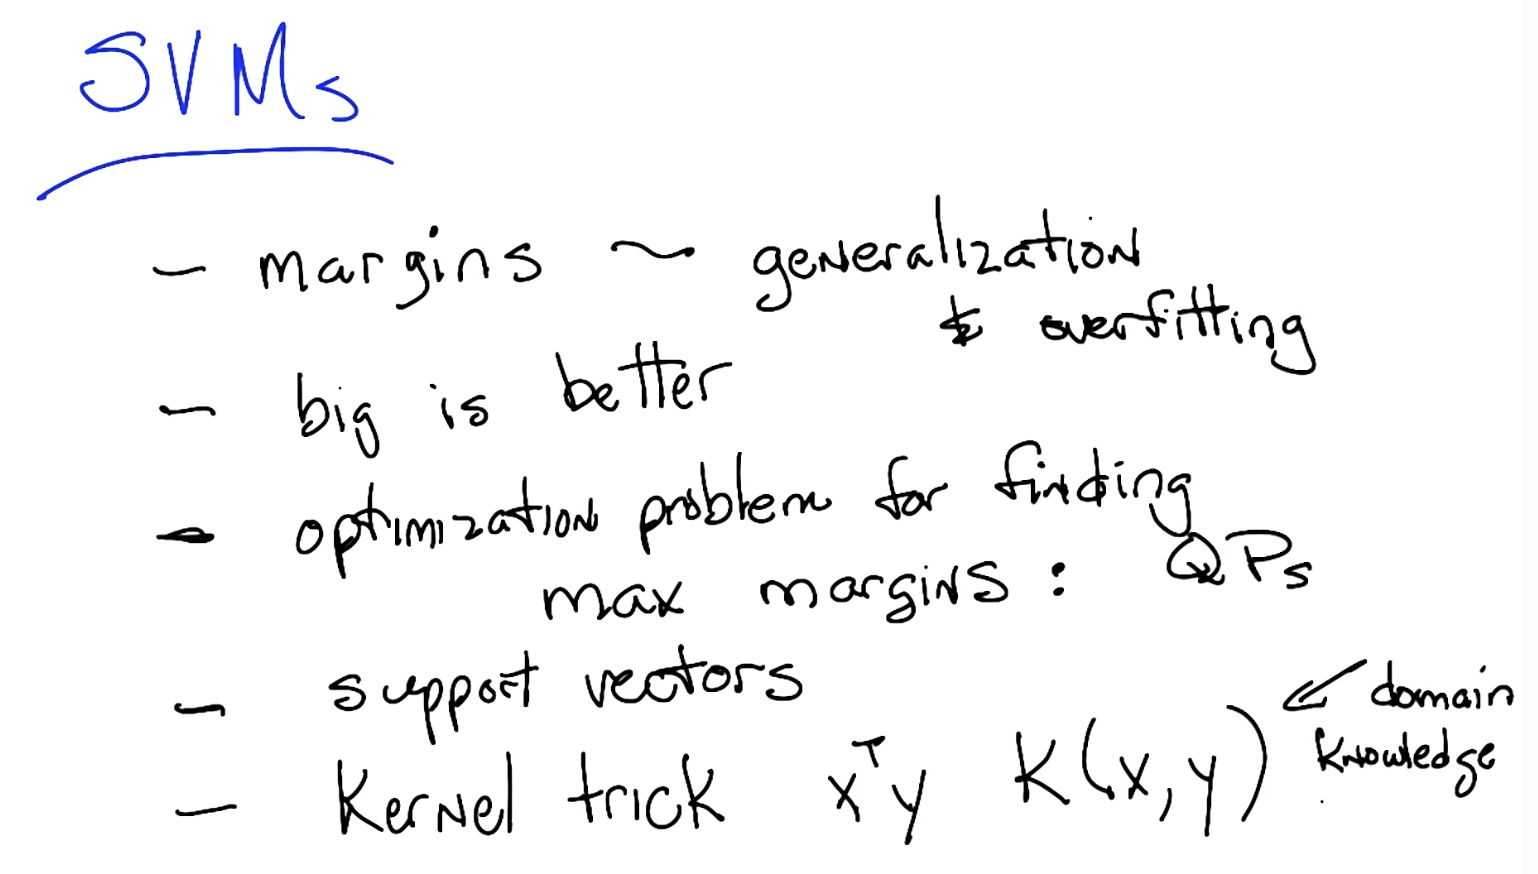 SVMs
- margins ~ generalization
& overfitting
- big is better
- optimization problem for finding
max margins : QPs
- support vectors
- Kernel trick xᵀy K(x,y) ⇐ domain
knowledge